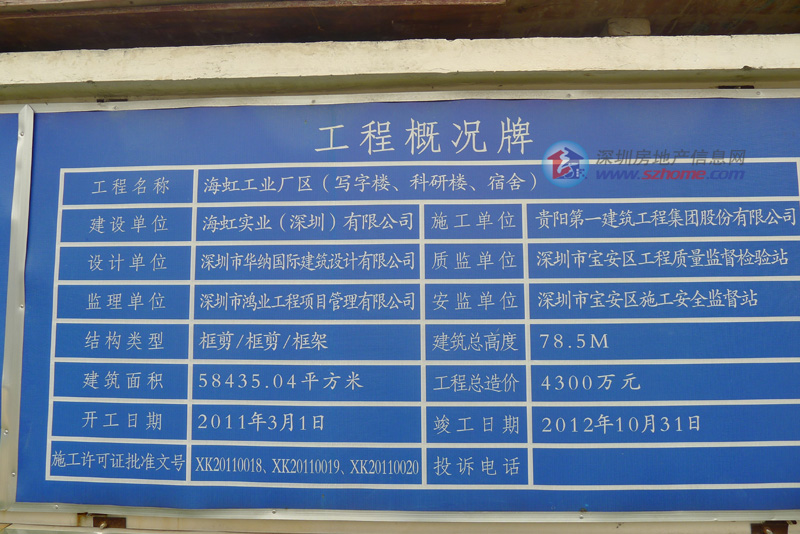 工程概况牌
深圳房地产信息网
www.szhome.com
工程名称 海虹工业厂区（写字楼、科研楼、宿舍）
建设单位 海虹实业（深圳）有限公司 施工单位 贵阳第一建筑工程集团股份有限公司
设计单位 深圳市华纳国际建筑设计有限公司 质监单位 深圳市宝安区工程质量监督检验站
监理单位 深圳市鸿业工程项目管理有限公司 安监单位 深圳市宝安区施工安全监督站
结构类型 框剪/框剪/框架 建筑总高度 78.5M
建筑面积 58435.04平方米 工程总造价 4300万元
开工日期 2011年3月1日 竣工日期 2012年10月31日
施工许可证批准文号 XK20110018、XK20110019、XK20110020 投诉电话